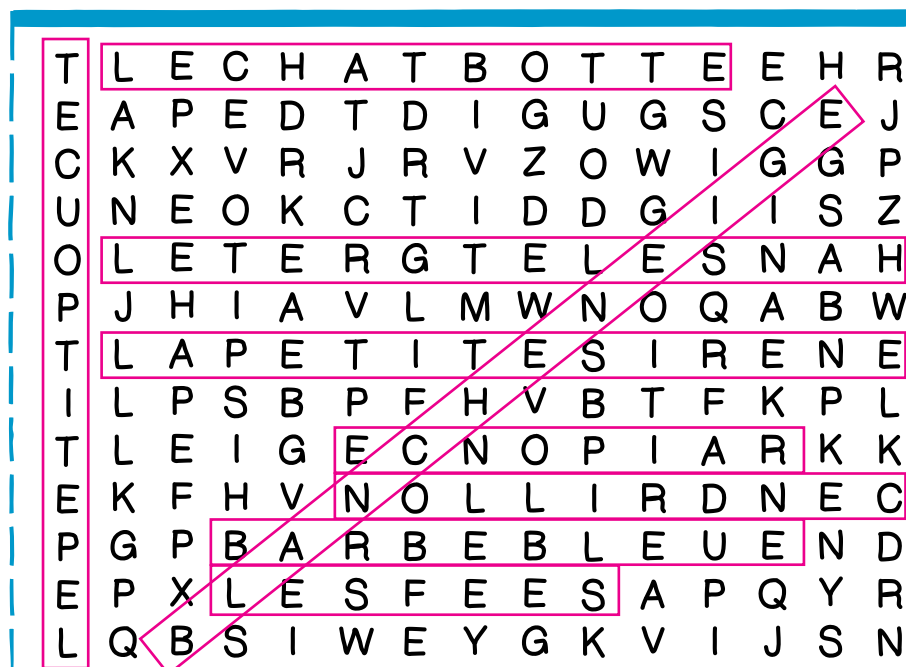 T L E C H A T B O T T E E H R
E A P E D T D I G U G S C E J
C K X V R J R V Z O W I G G P
U N E O K C T I D D G I I S Z
O L E T E R G T E L E S N A H
P J H I A V L M W N O Q A B W
T L A P E T I T E S I R E N E
I L P S B P F H V B T F K P L
T L E I G E C N O P I A R K K
E K F H V N O L L I R D N E C
P G P B A R B E B L E U E N D
E P X L E S F E E S A P Q Y R
L Q B S I W E Y G K V I J S N